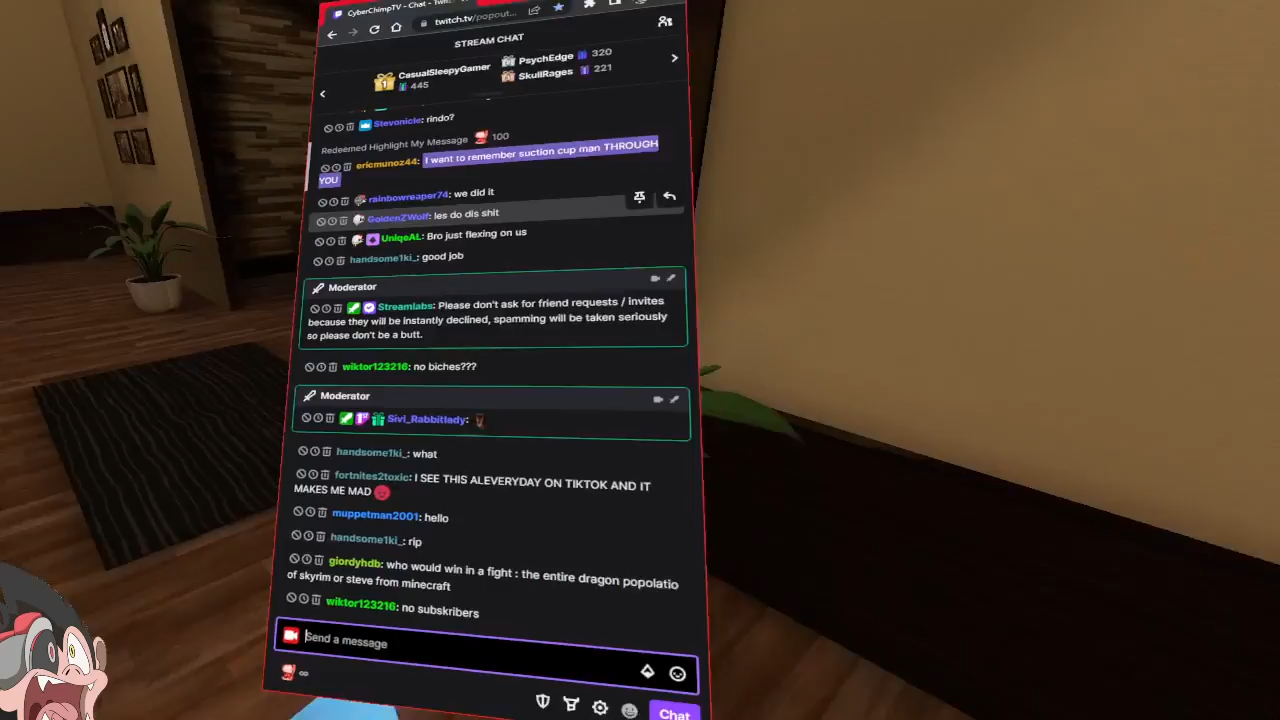 CyberChimpTV - Chat - Twit
twitch.tv/popout...
STREAM CHAT
CasualSleepyGamer
445
PsychEdge 320
SkullRages 221
Stevonicle: rindo?
Redeemed Highlight My Message 100
ericmunoz44: I want to remember suction cup man THROUGH
YOU
rainbowreaper74: we did it
GoldenZWolf: les do dis shit
UniqeAL: Bro just flexing on us
handsome1ki_: good job
Moderator
Streamlabs: Please don't ask for friend requests / invites
because they will be instantly declined, spamming will be taken seriously
so please don't be a butt.
wiktor123216: no biches???
Moderator
Sivi_Rabbitlady:
handsome1ki_: what
fortnites2toxic: I SEE THIS ALEVERYDAY ON TIKTOK AND IT
MAKES ME MAD
muppetman2001: hello
handsome1ki_: rip
giordyhdb: who would win in a fight : the entire dragon popolatio
of skyrim or steve from minecraft
wiktor123216: no subskribers
Send a message
∞
Chat